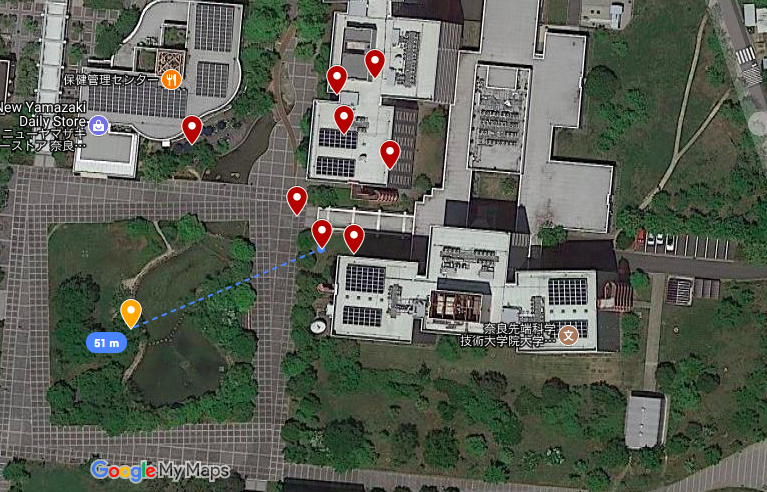 保健管理センター
New Yamazaki
Daily Store
ニューヤマザキ
ーストア 奈良…
51 m
奈良先端科学
技術大学院大学…
Google My Maps